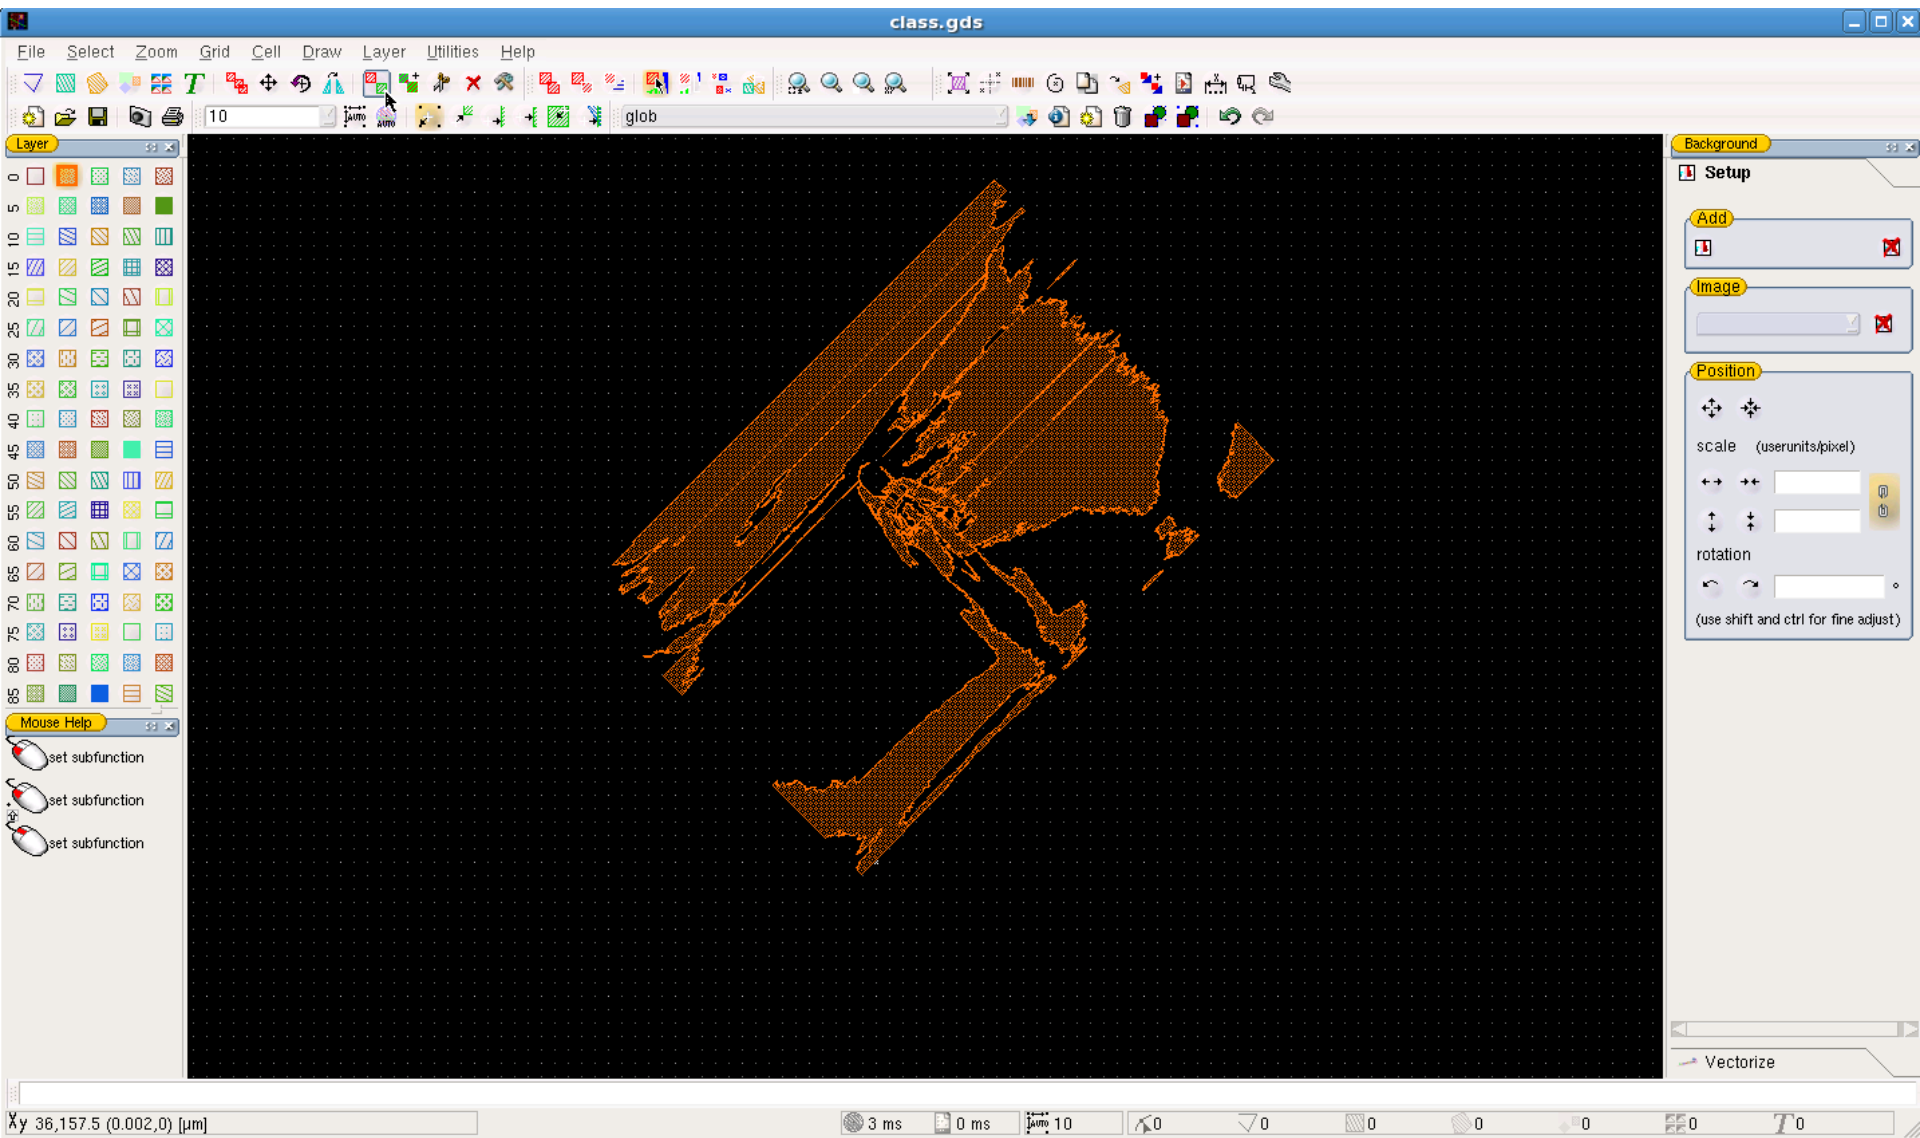 class.gds
File Select Zoom Grid Cell Draw Layer Utilities Help
10 AUTO AUTO glob
Layer
0
5
10
15
20
25
30
35
40
45
50
55
60
65
70
75
80
85
Mouse Help
set subfunction
set subfunction
set subfunction
Background
Setup
Add
Image
Position
scale (userunits/pixel)
rotation
°
(use shift and ctrl for fine adjust)
Vectorize
Xy 36,157.5 (0.002,0) [µm] 3 ms 0 ms AUTO 10 0 0 0 0 0 0 0